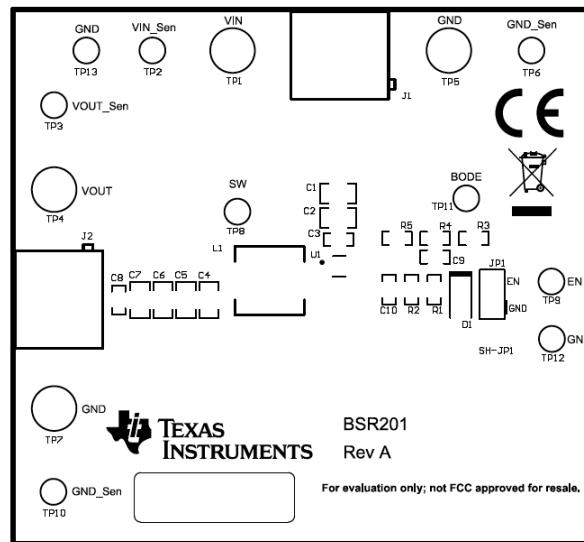 GND
VIN_Sen
VIN
GND
GND_Sen
TP13
TP2
TP1
TP5
TP6
J1
VOUT_Sen
TP3
CE
VOUT
TP4
SW
TP8
C1
C2
C3
BODE
TP11
J2
L1
U1
R5
R4
R3
C9
C8
C7
C6
C5
C4
JP1
EN
GND
EN
TP9
C10
R2
R1
D1
SH-JP1
GN
TP12
GND
TP7
TEXAS
INSTRUMENTS
BSR201
Rev A
GND_Sen
TP10
For evaluation only; not FCC approved for resale.